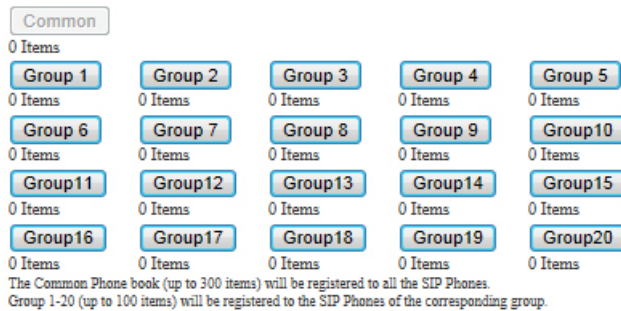 Common
0 Items
Group 1 Group 2 Group 3 Group 4 Group 5
0 Items 0 Items 0 Items 0 Items 0 Items
Group 6 Group 7 Group 8 Group 9 Group10
0 Items 0 Items 0 Items 0 Items 0 Items
Group11 Group12 Group13 Group14 Group15
0 Items 0 Items 0 Items 0 Items 0 Items
Group16 Group17 Group18 Group19 Group20
0 Items 0 Items 0 Items 0 Items 0 Items
The Common Phone book (up to 300 items) will be registered to all the SIP Phones.
Group 1-20 (up to 100 items) will be registered to the SIP Phones of the corresponding group.